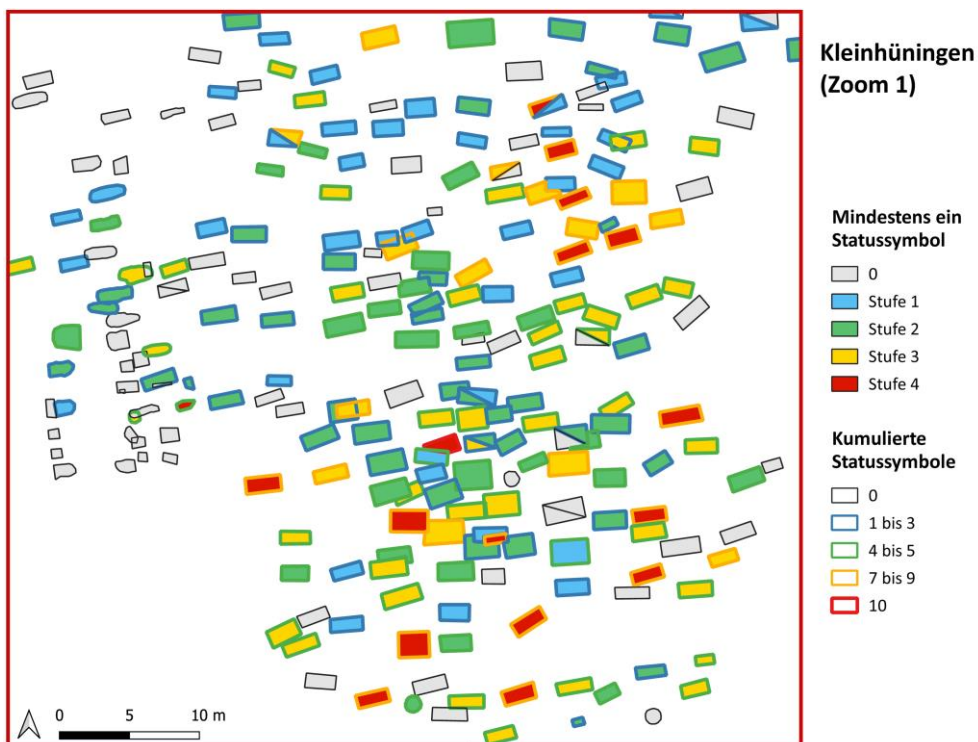 Kleinhüningen
(Zoom 1)
Mindestens ein
Statussymbol
0
Stufe 1
Stufe 2
Stufe 3
Stufe 4
Kumulierte
Statussymbole
0
1 bis 3
4 bis 5
7 bis 9
10
0 5 10 m